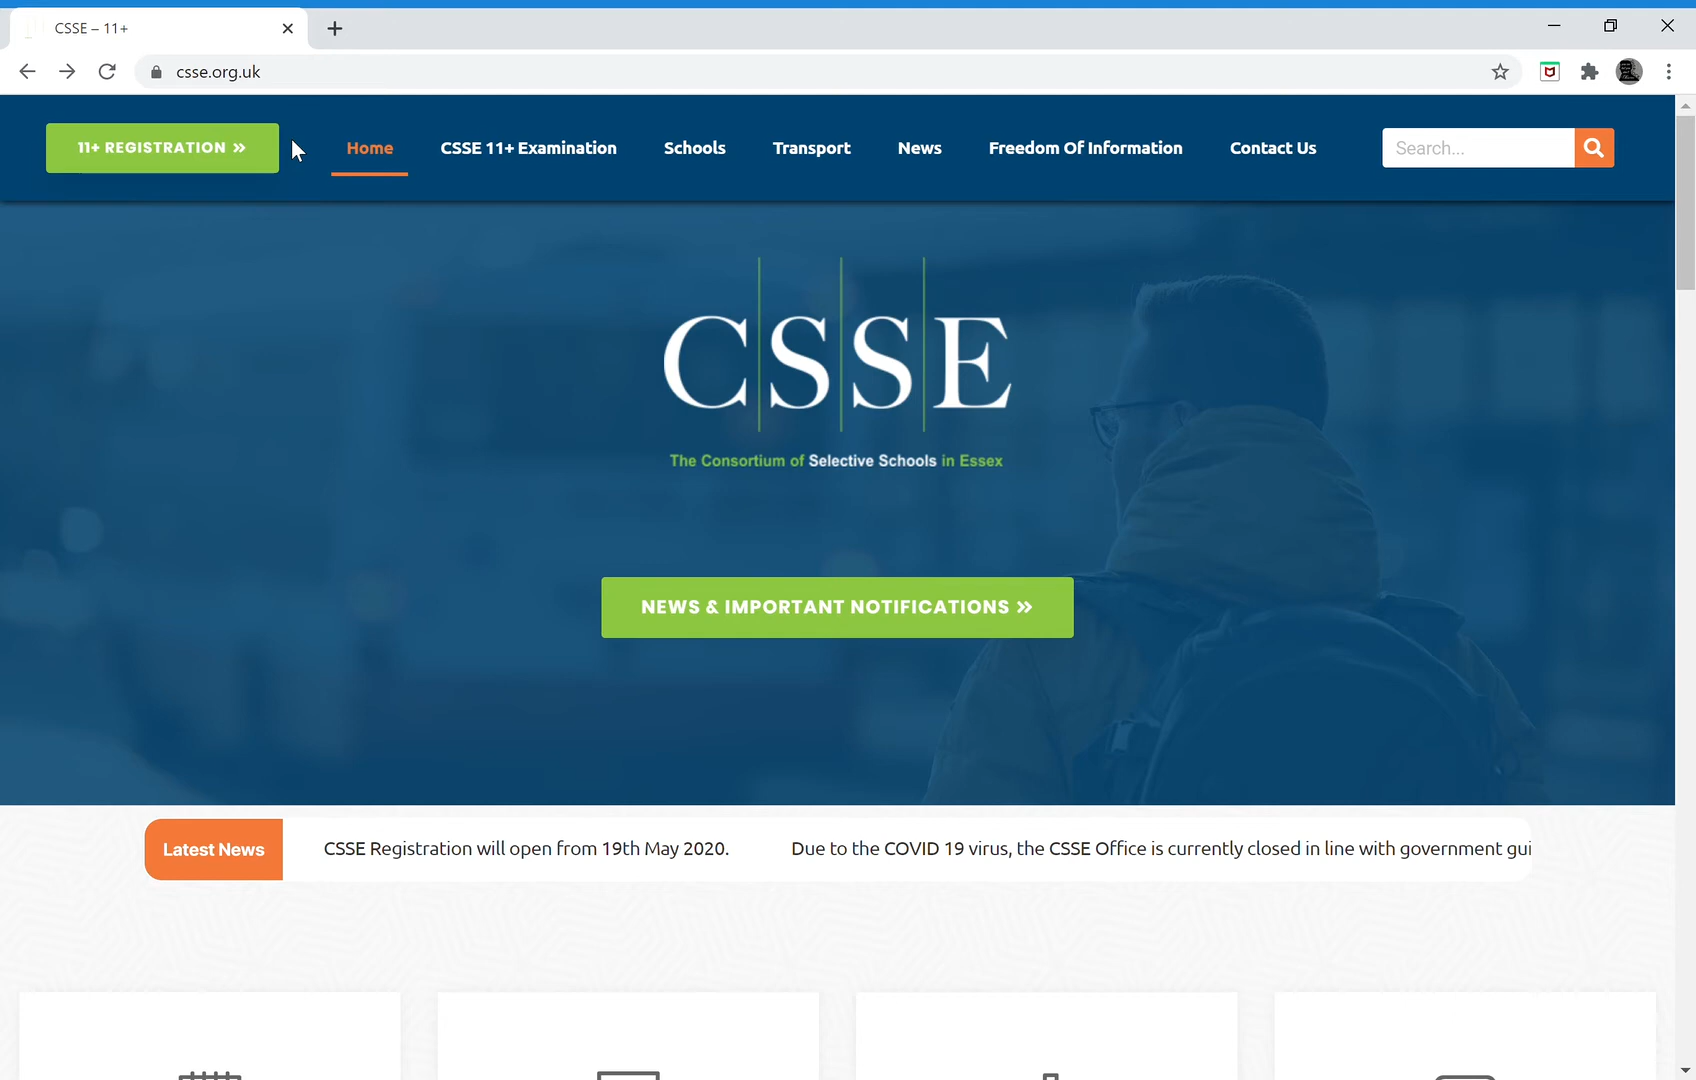 CSSE – 11+
csse.org.uk
11+ REGISTRATION »
Home
CSSE 11+ Examination
Schools
Transport
News
Freedom Of Information
Contact Us
Search...
CSSE
The Consortium of Selective Schools in Essex
NEWS & IMPORTANT NOTIFICATIONS »
Latest News
CSSE Registration will open from 19th May 2020.
Due to the COVID 19 virus, the CSSE Office is currently closed in line with government gui